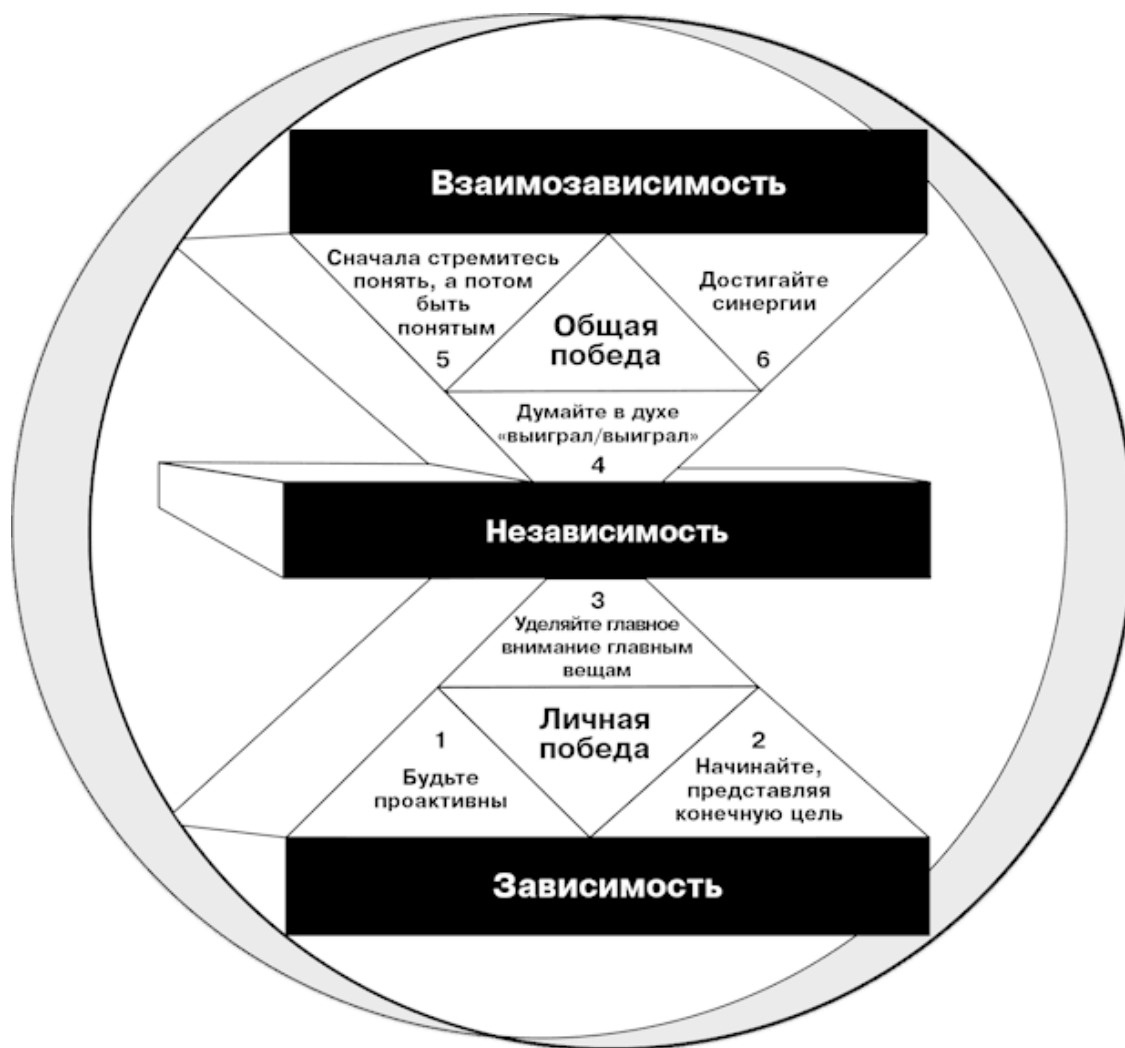 Взаимозависимость
Сначала стремитесь
понять, а потом
быть
понятым
5
Общая
победа
Достигайте
синергии
6
Думайте в духе
«выиграл/выиграл»
4
Независимость
3
Уделяйте главное
внимание главным
вещам
Личная
победа
1
Будьте
проактивны
2
Начинайте,
представляя
конечную цель
Зависимость